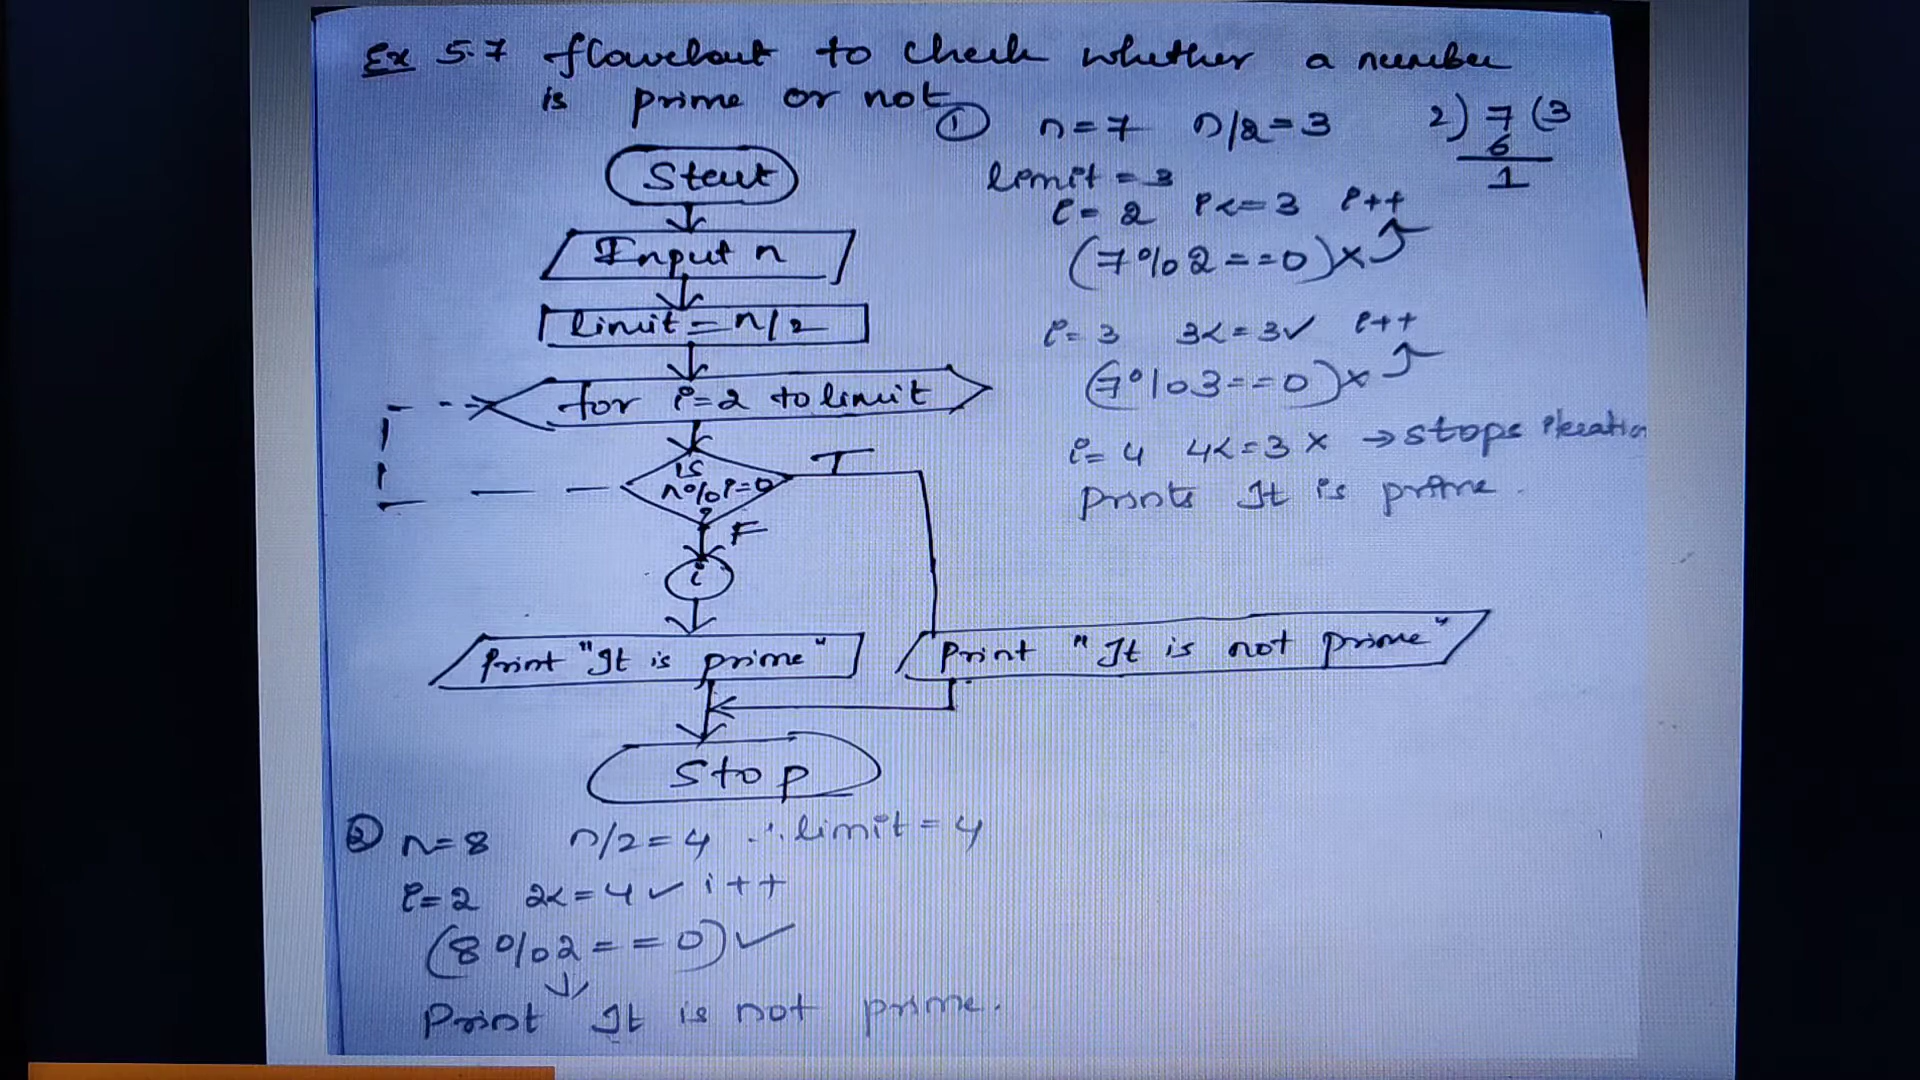 Ex 5.7 flowchart to check whether a number
is prime or not
Start
Input n
limit = n/2
for i=2 to limit
is
n%i=0
?
T
F
i
Print "It is prime"
Print "It is not prime"
Stop
① n=7 n/2=3 2) 7 (3
6
1
limit = 3
i= 2 i<=3 i++
(7%2==0)×
i= 3 3<=3✓ i++
(7%3==0)×
i= 4 4<=3 × →stops iteration
prints It is prime.
② n=8 n/2=4 ∴limit=4
i=2 2<=4✓ i++
(8%2==0)✓
Print It is not prime.